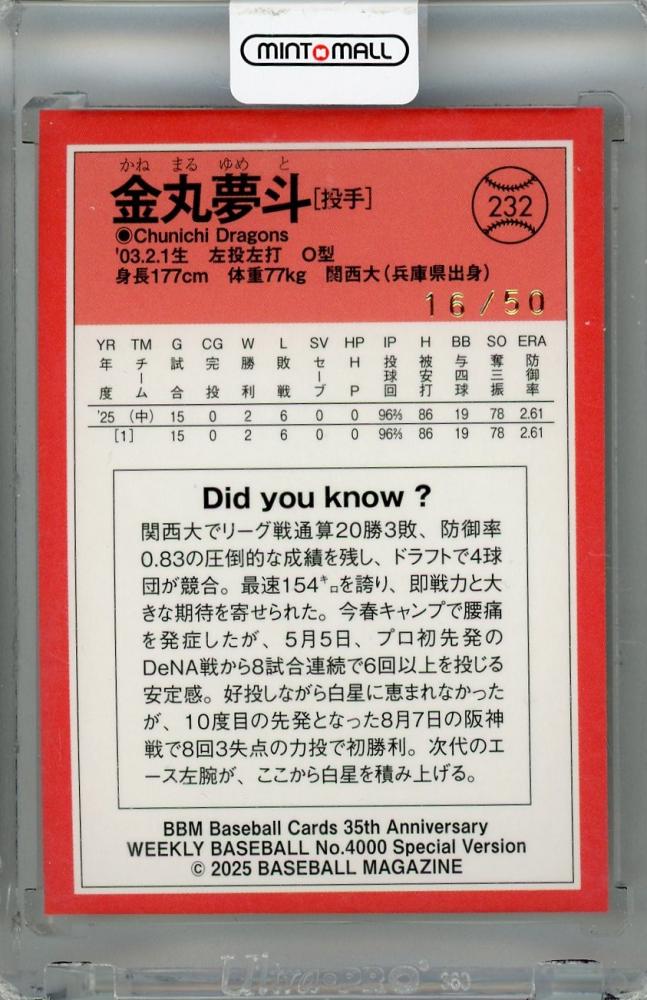 MINT MALL
かね まる ゆめ と
金丸夢斗[投手]
232
◉Chunichi Dragons
'03.2.1生 左投左打 O型
身長177cm 体重77kg 関西大(兵庫県出身)
16/50
YR TM G CG W L SV HP IP H BB SO ERA
年度 チーム 試合 完投 勝利 敗戦 セーブ HP 投球回 被安打 与四球 奪三振 防御率
'25 (中) 15 0 2 6 0 0 96⅔ 86 19 78 2.61
[1] 15 0 2 6 0 0 96⅔ 86 19 78 2.61
Did you know ?
関西大でリーグ戦通算20勝3敗、防御率
0.83の圧倒的な成績を残し、ドラフトで4球
団が競合。最速154㌔を誇り、即戦力と大
きな期待を寄せられた。今春キャンプで腰痛
を発症したが、5月5日、プロ初先発の
DeNA戦から8試合連続で6回以上を投じる
安定感。好投しながら白星に恵まれなかった
が、10度目の先発となった8月7日の阪神
戦で8回3失点の力投で初勝利。次代のエ
ース左腕が、ここから白星を積み上げる。
BBM Baseball Cards 35th Anniversary
WEEKLY BASEBALL No.4000 Special Version
© 2025 BASEBALL MAGAZINE
Ultra·PRO®